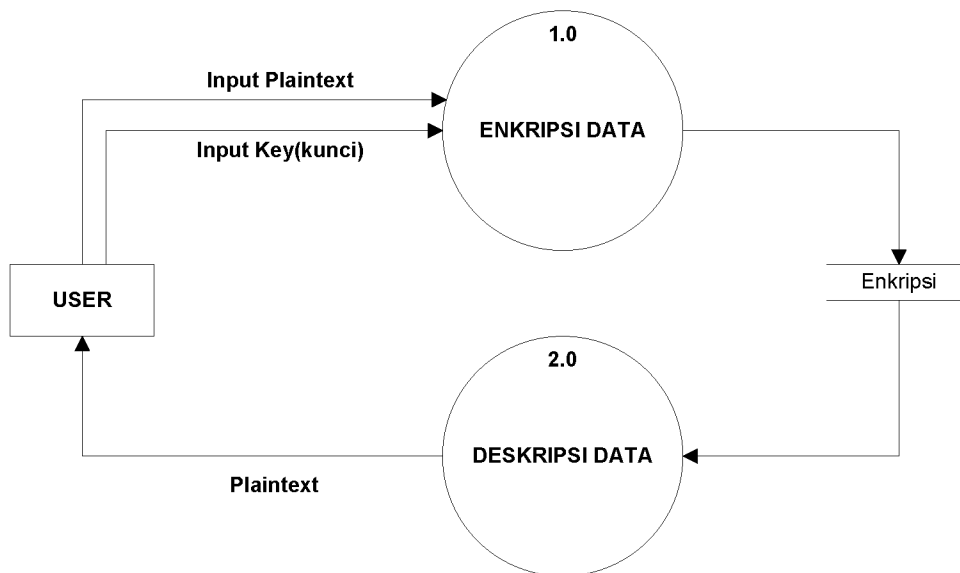 1.0
Input Plaintext
ENKRIPSI DATA
Input Key(kunci)
USER
Enkripsi
2.0
DESKRIPSI DATA
Plaintext